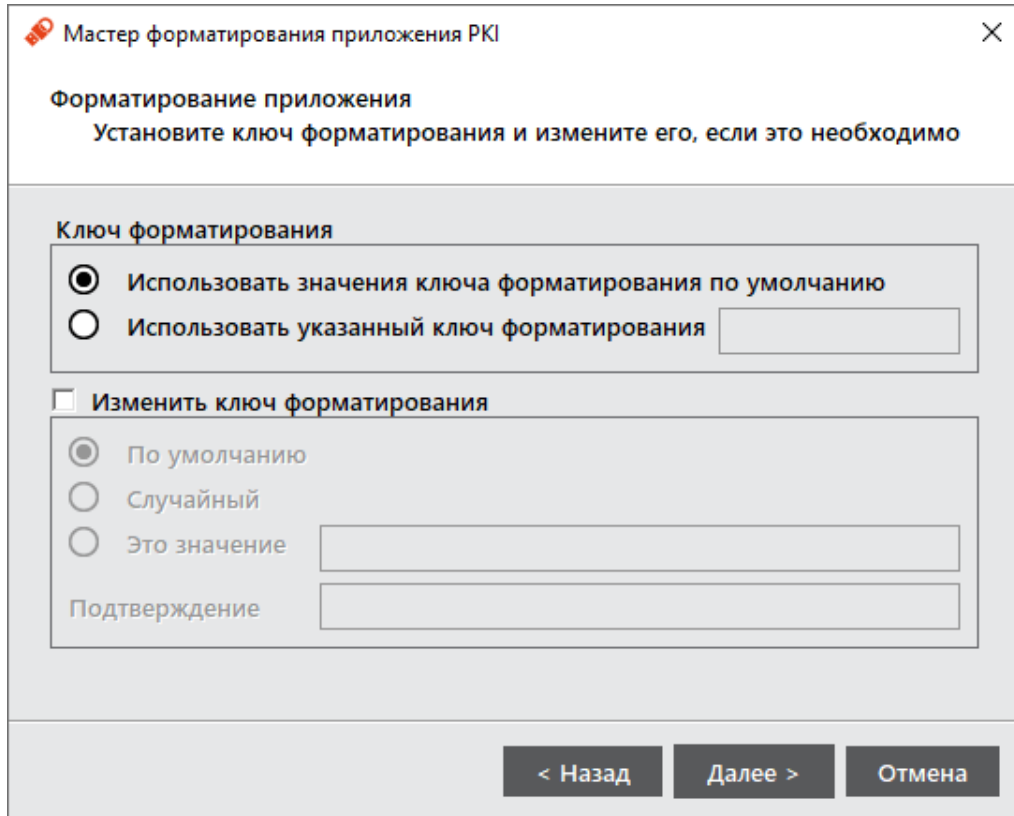 Мастер форматирования приложения PKI
Форматирование приложения
Установите ключ форматирования и измените его, если это необходимо
Ключ форматирования
Использовать значения ключа форматирования по умолчанию
Использовать указанный ключ форматирования
Изменить ключ форматирования
По умолчанию
Случайный
Это значение
Подтверждение
< Назад Далее > Отмена